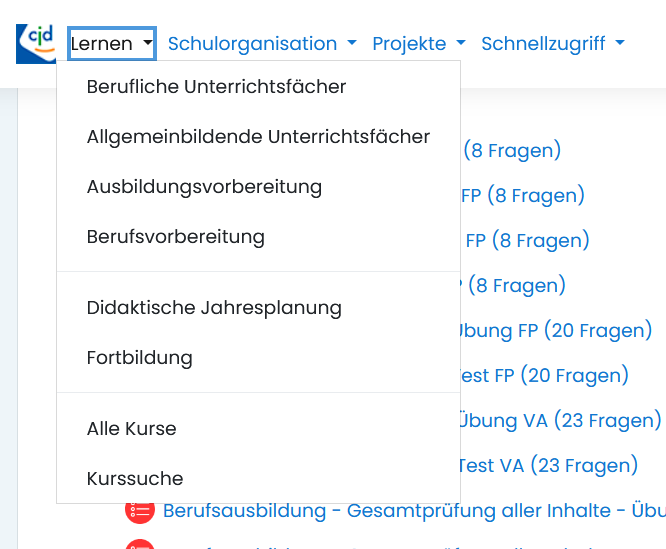 cjd Lernen Schulorganisation Projekte Schnellzugriff
Berufliche Unterrichtsfächer
Allgemeinbildende Unterrichtsfächer
(8 Fragen)
Ausbildungsvorbereitung
FP (8 Fragen)
Berufsvorbereitung
FP (8 Fragen)
(8 Fragen)
Didaktische Jahresplanung
Übung FP (20 Fragen)
Fortbildung
Test FP (20 Fragen)
Alle Kurse
Übung VA (23 Fragen)
Test VA (23 Fragen)
Kurssuche
Berufsausbildung - Gesamtprüfung aller Inhalte - Übu